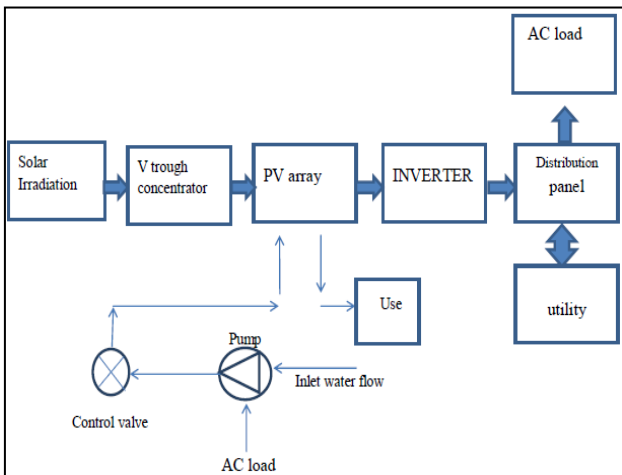 AC load
Solar
Irradiation
V trough
concentrator
PV array
INVERTER
Distribution
panel
Use
utility
Pump
Inlet water flow
Control valve
AC load